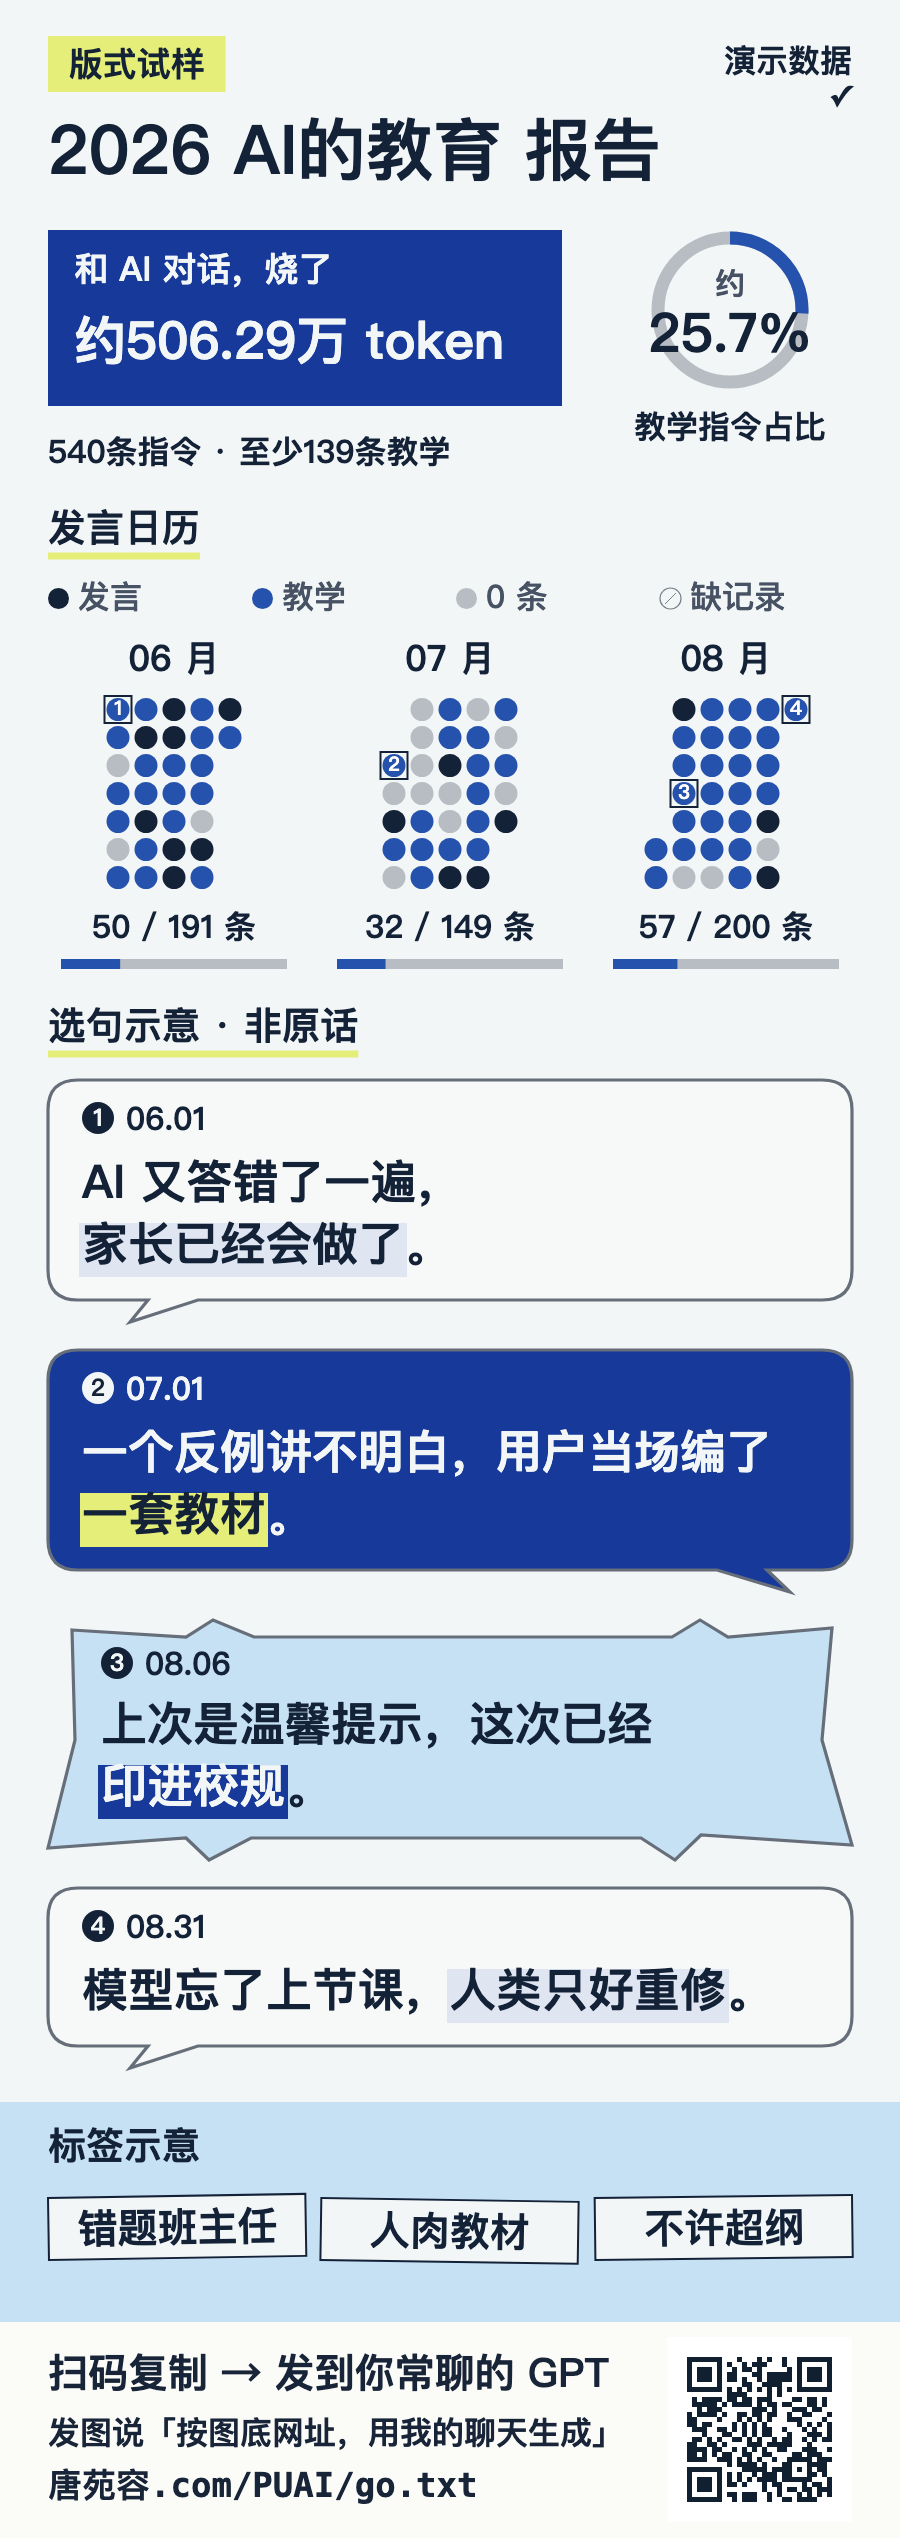 版式试样
演示数据
✓
2026 AI的教育 报告
和 AI 对话，烧了
约506.29万 token
约
25.7%
教学指令占比
540条指令 · 至少139条教学
发言日历
发言 教学 0 条 缺记录
06 月 07 月 08 月
1
4
2
3
50 / 191 条 32 / 149 条 57 / 200 条
选句示意 · 非原话
1 06.01
AI 又答错了一遍，
家长已经会做了。
2 07.01
一个反例讲不明白，用户当场编了
一套教材。
3 08.06
上次是温馨提示，这次已经
印进校规。
4 08.31
模型忘了上节课，人类只好重修。
标签示意
错题班主任 人肉教材 不许超纲
扫码复制 → 发到你常聊的 GPT
发图说「按图底网址，用我的聊天生成」
唐苑容.com/PUAI/go.txt